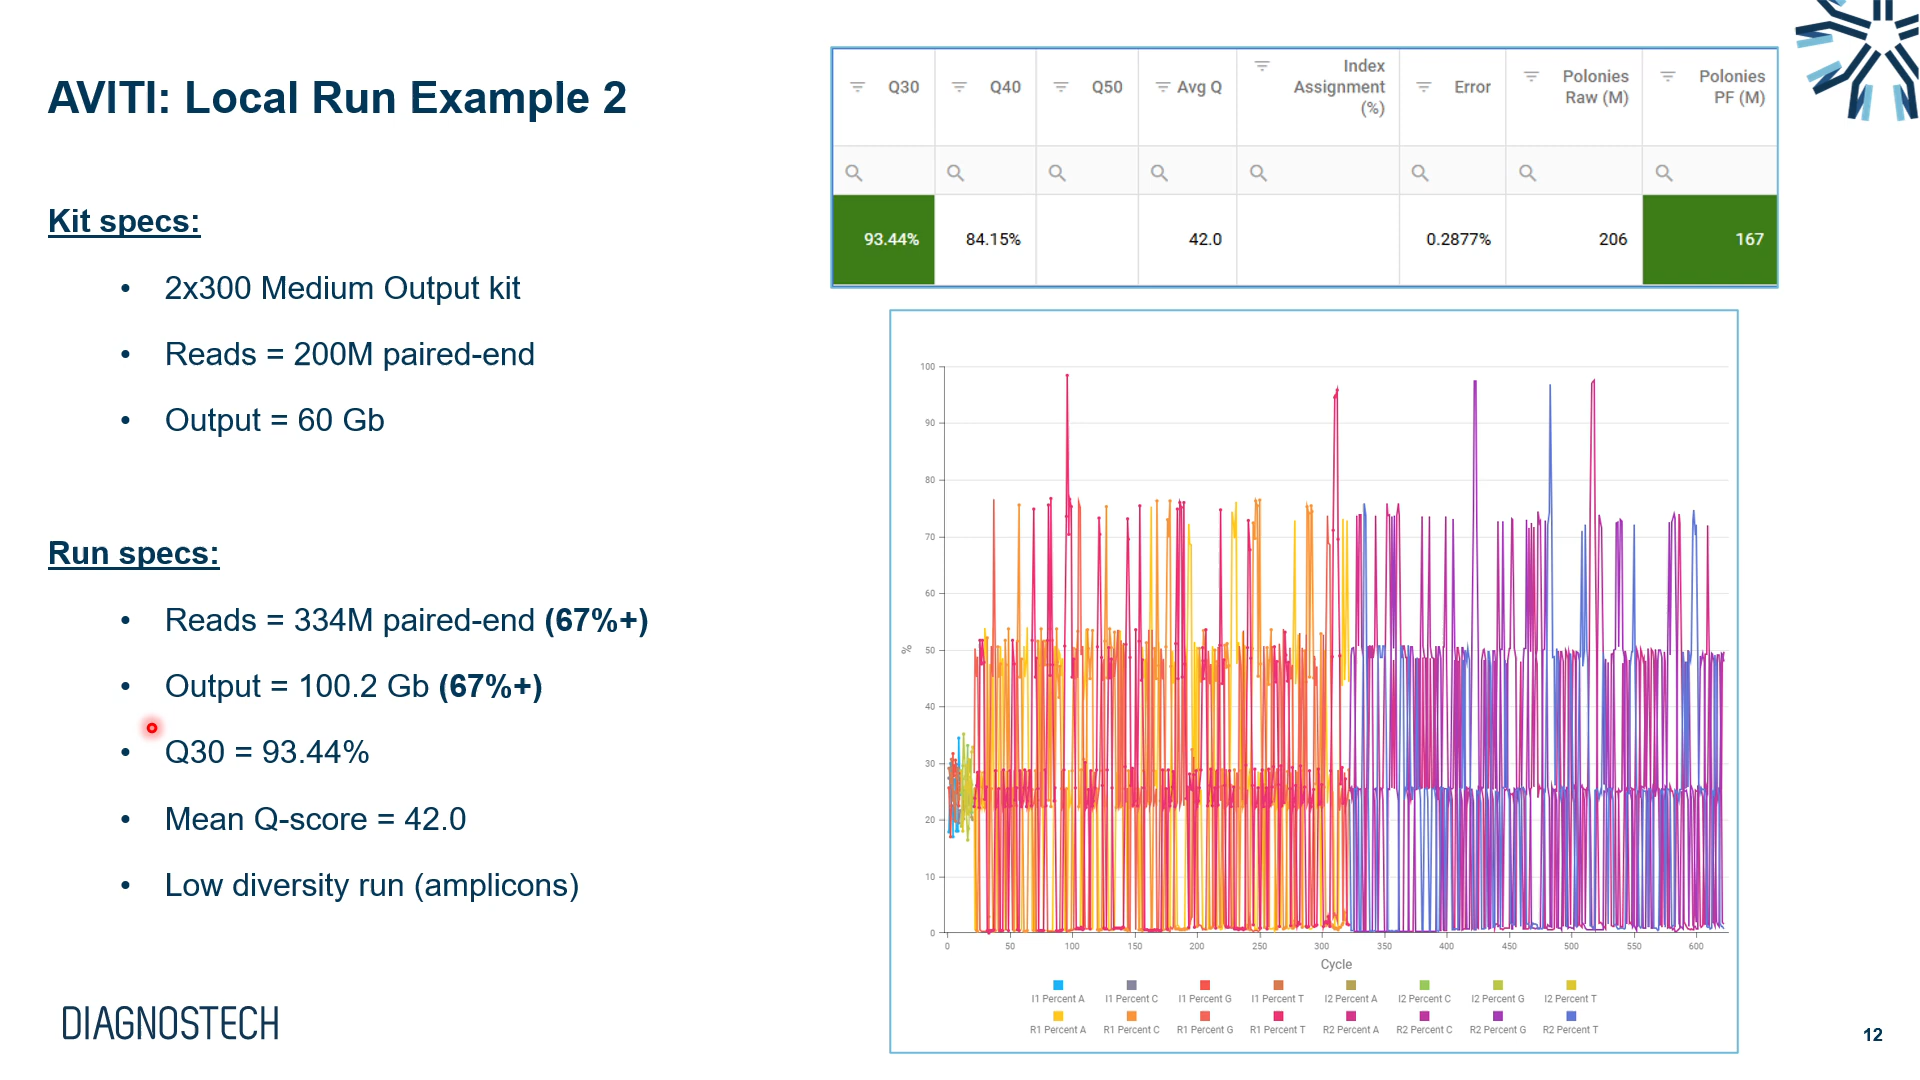 AVITI: Local Run Example 2
Kit specs:
• 2x300 Medium Output kit
• Reads = 200M paired-end
• Output = 60 Gb
Run specs:
• Reads = 334M paired-end (67%+)
• Output = 100.2 Gb (67%+)
• Q30 = 93.44%
• Mean Q-score = 42.0
• Low diversity run (amplicons)
DIAGNOSTECH
Q30 Q40 Q50 Avg Q Index Assignment (%) Error Polonies Raw (M) Polonies PF (M)
93.44% 84.15% 42.0 0.2877% 206 167
100
90
80
70
60
50
40
30
20
10
0
%
0 50 100 150 200 250 300 350 400 450 500 550 600
Cycle
I1 Percent A I1 Percent C I1 Percent G I1 Percent T I2 Percent A I2 Percent C I2 Percent G I2 Percent T
R1 Percent A R1 Percent C R1 Percent G R1 Percent T R2 Percent A R2 Percent C R2 Percent G R2 Percent T
12